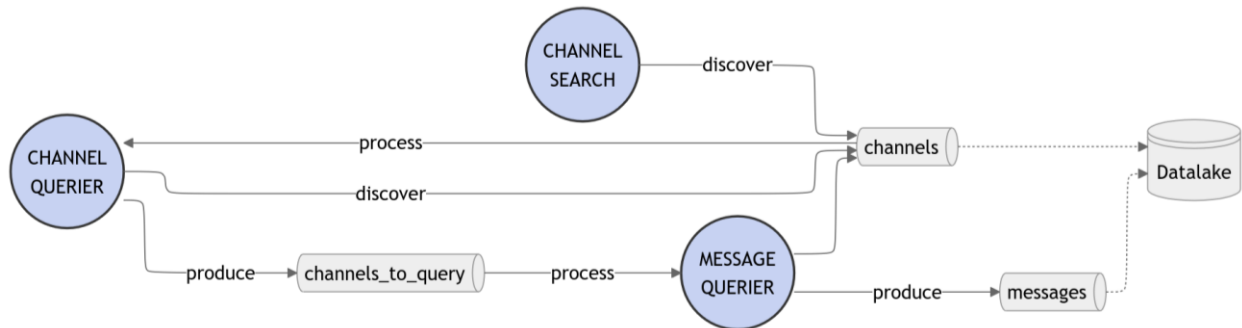 CHANNEL
SEARCH
discover
process
channels
CHANNEL
QUERIER
Datalake
discover
MESSAGE
QUERIER
produce
channels_to_query
process
produce
messages